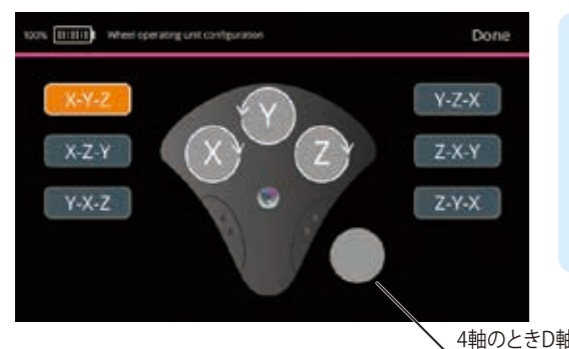 100% Wheel operating unit configuration Done
X-Y-Z
X-Z-Y
Y-X-Z
X
Y
Z
Y-Z-X
Z-X-Y
Z-Y-X
4軸のときD軸